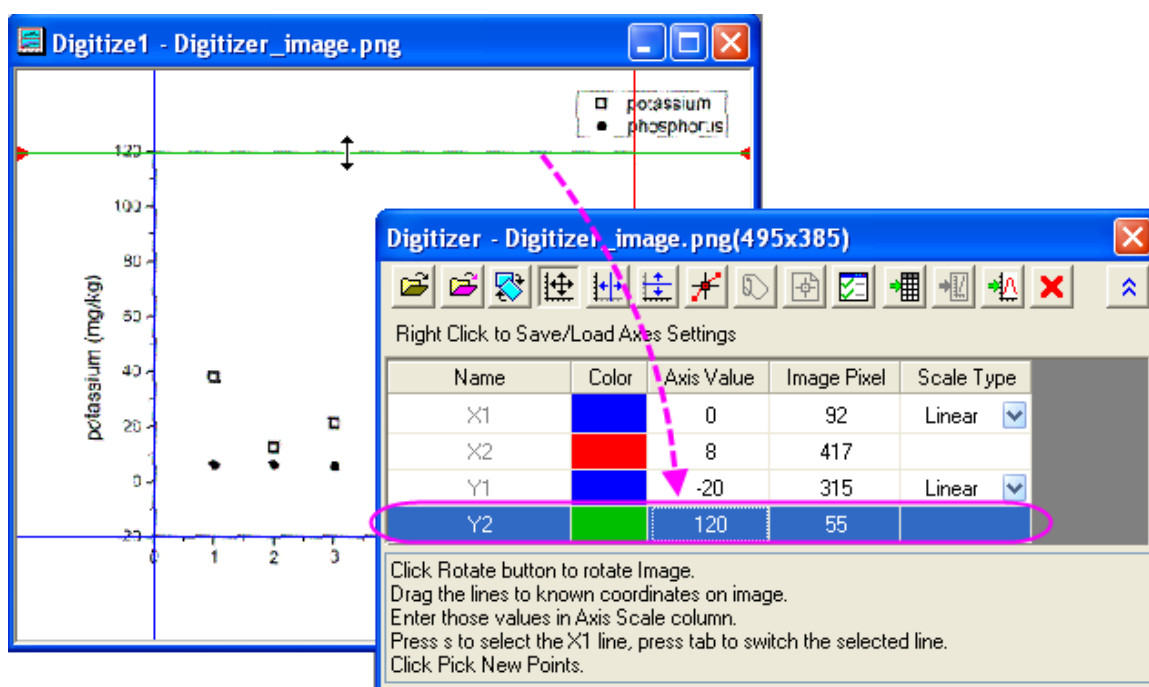 Digitize1 - Digitizer_image.png
potassium
phosphorus
120
100
80
60
40
20
0
-20
potassium (mg/kg)
0 1 2 3
Digitizer - Digitizer_image.png(495x385)
Right Click to Save/Load Axes Settings
Name Color Axis Value Image Pixel Scale Type
X1 0 92 Linear
X2 8 417
Y1 -20 315 Linear
Y2 120 55
Click Rotate button to rotate Image.
Drag the lines to known coordinates on image.
Enter those values in Axis Scale column.
Press s to select the X1 line, press tab to switch the selected line.
Click Pick New Points.